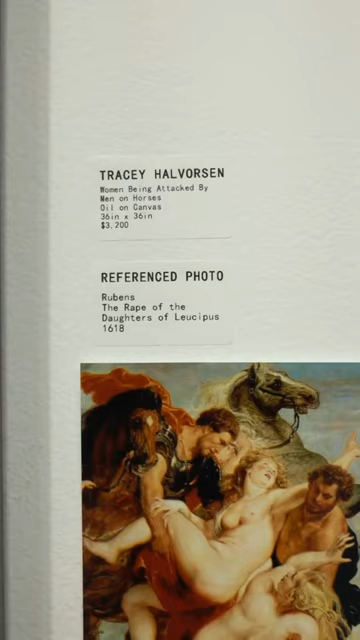 TRACEY HALVORSEN
Women Being Attacked By
Men on Horses
Oil on Canvas
36in x 36in
$3,200
REFERENCED PHOTO
Rubens
The Rape of the
Daughters of Leucipus
1618